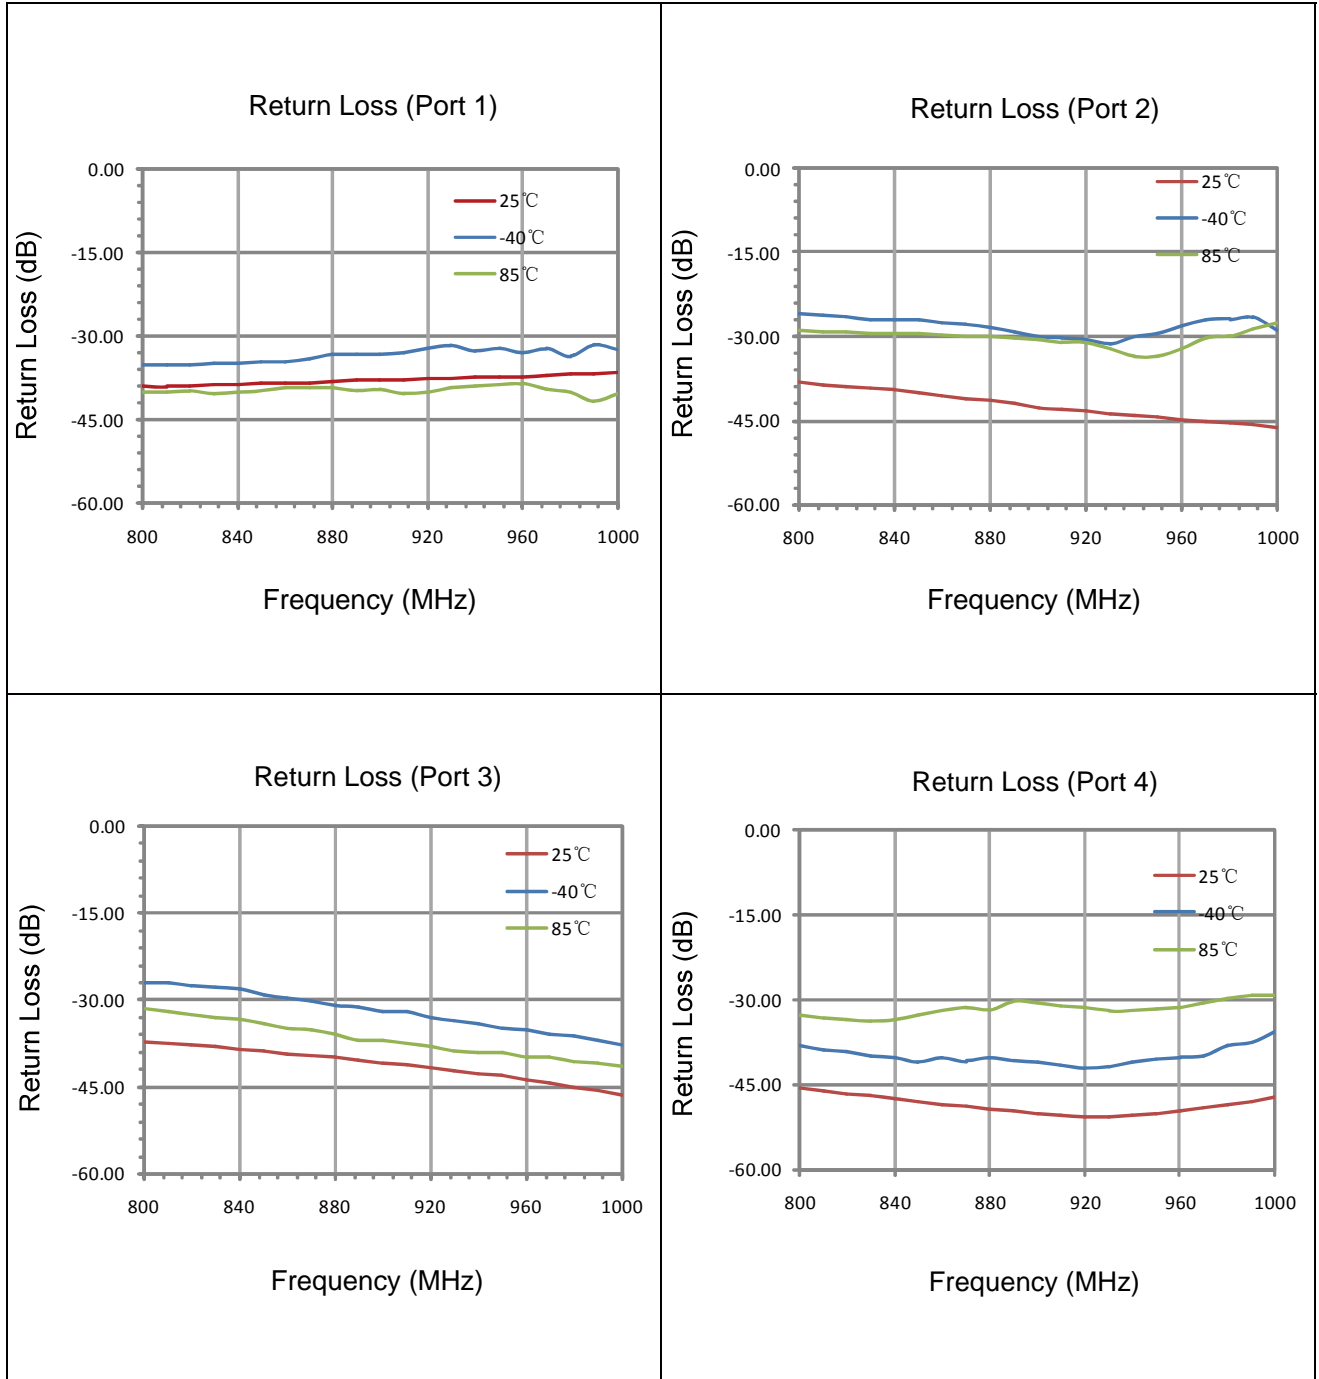 Return Loss (Port 1)
Return Loss (dB)
0.00
-15.00
-30.00
-45.00
-60.00
25℃
-40℃
85℃
800 840 880 920 960 1000
Frequency (MHz)
Return Loss (Port 2)
Return Loss (dB)
0.00
-15.00
-30.00
-45.00
-60.00
25℃
-40℃
85℃
800 840 880 920 960 1000
Frequency (MHz)
Return Loss (Port 3)
Return Loss (dB)
0.00
-15.00
-30.00
-45.00
-60.00
25℃
-40℃
85℃
800 840 880 920 960 1000
Frequency (MHz)
Return Loss (Port 4)
Return Loss (dB)
0.00
-15.00
-30.00
-45.00
-60.00
25℃
-40℃
85℃
800 840 880 920 960 1000
Frequency (MHz)